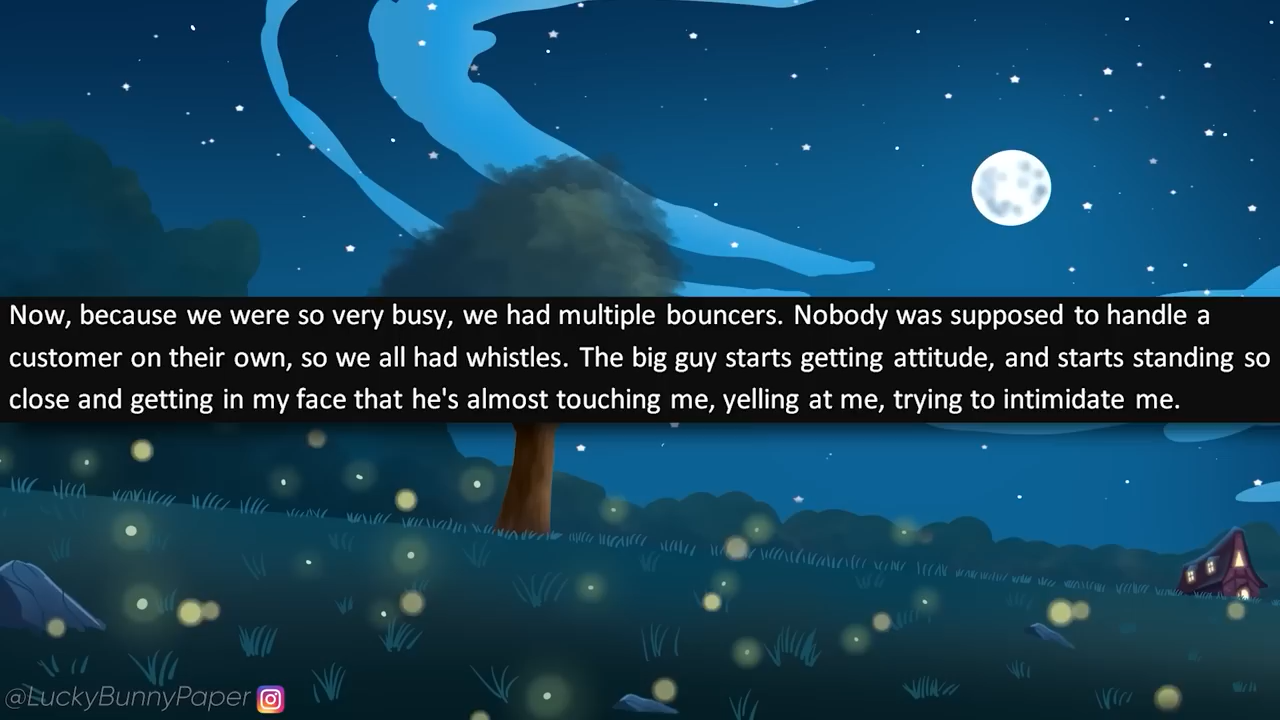 Now, because we were so very busy, we had multiple bouncers. Nobody was supposed to handle a
customer on their own, so we all had whistles. The big guy starts getting attitude, and starts standing so
close and getting in my face that he's almost touching me, yelling at me, trying to intimidate me.
@LuckyBunnyPaper